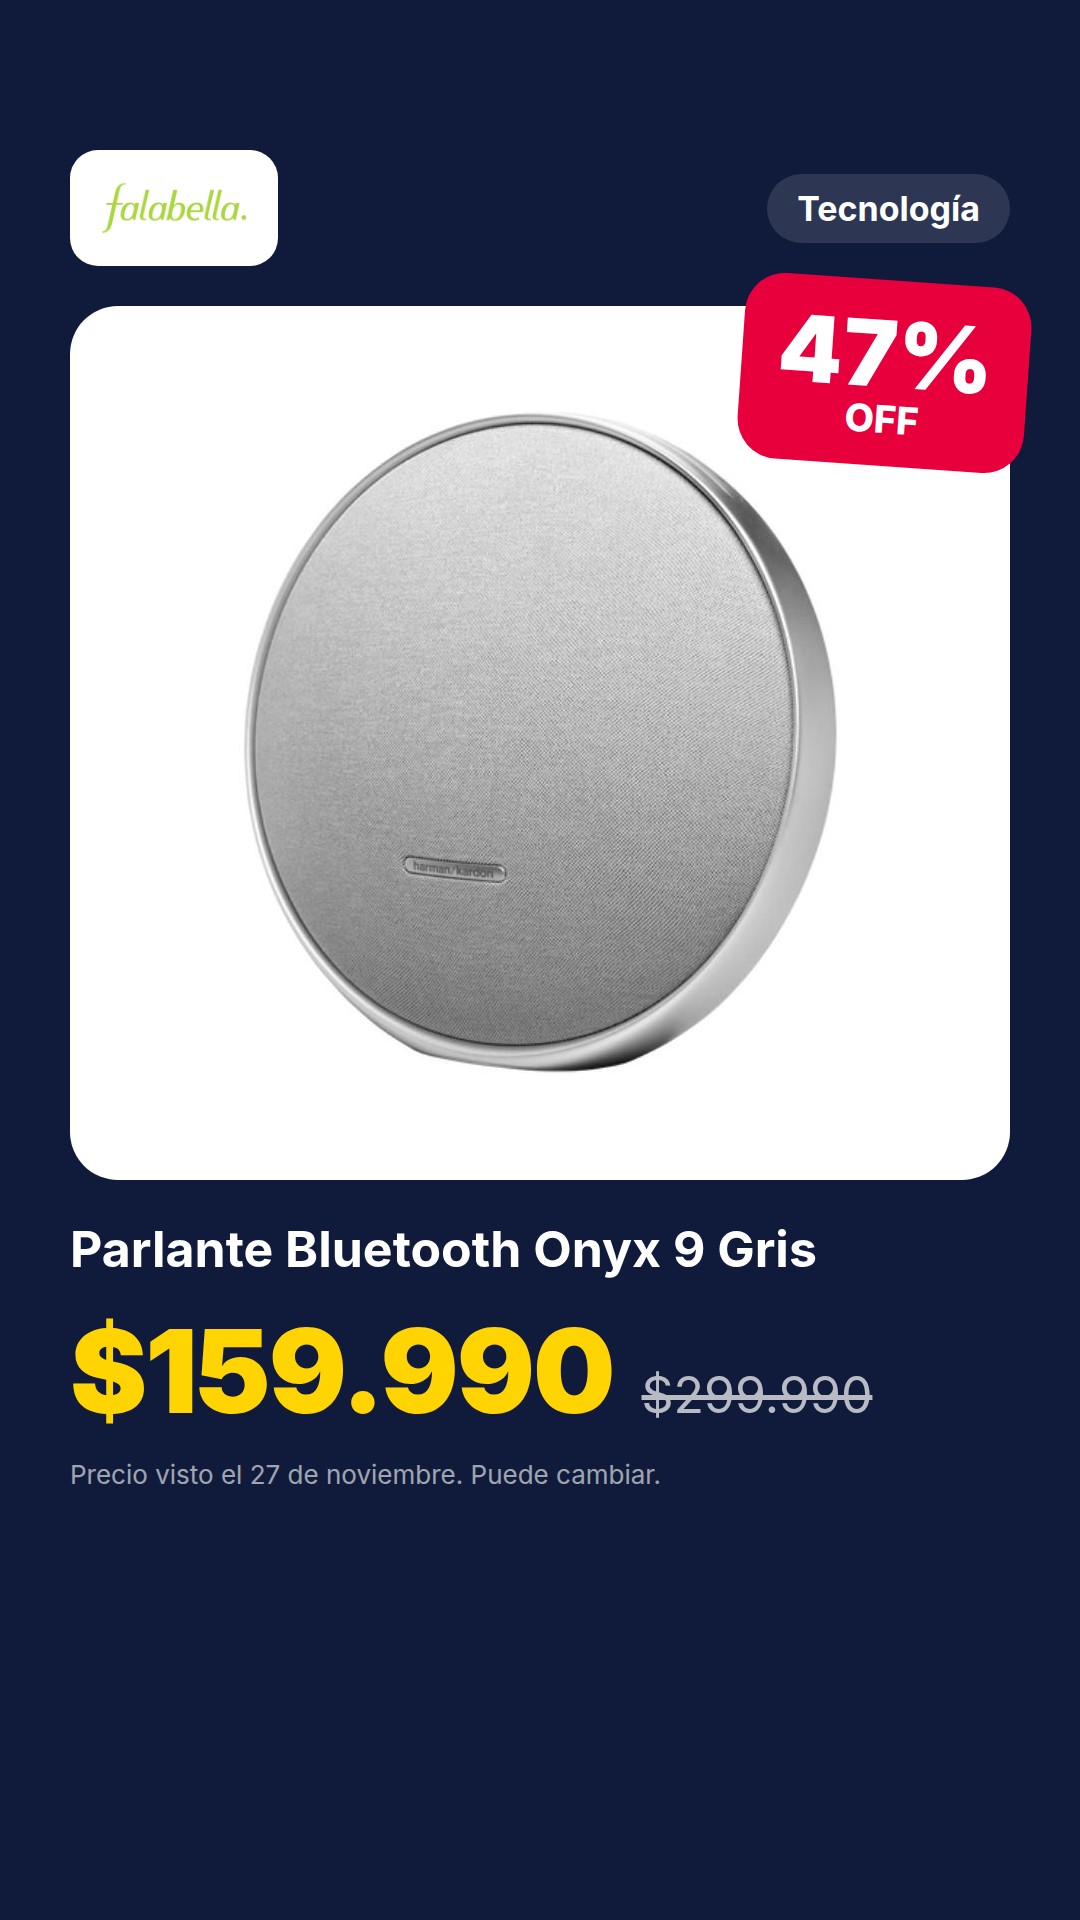 falabella.
Tecnología
47%
OFF
harman/kardon
Parlante Bluetooth Onyx 9 Gris
$159.990 $299.990
Precio visto el 27 de noviembre. Puede cambiar.